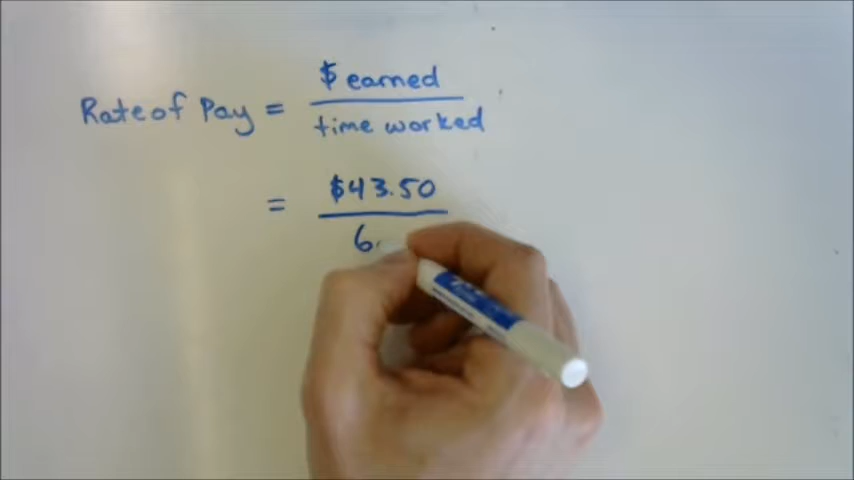 $ earned
Rate of Pay =
time worked
$43.50
=
6.